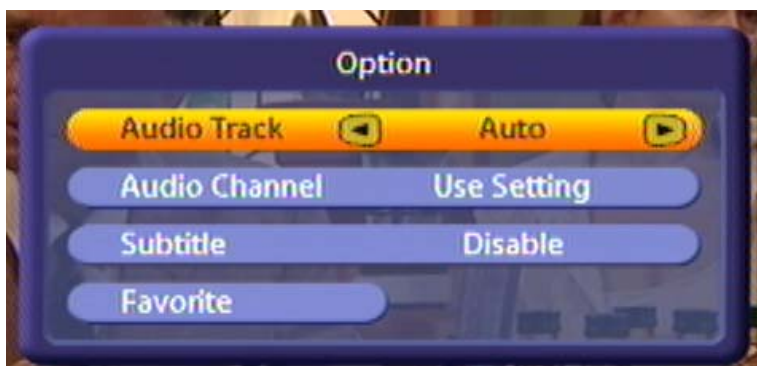 Option
Audio Track Auto
Audio Channel Use Setting
Subtitle Disable
Favorite